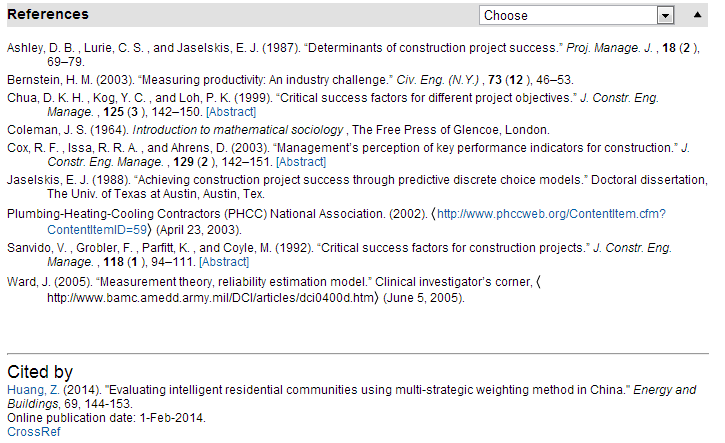 References
Choose
Ashley, D. B. , Lurie, C. S. , and Jaselskis, E. J. (1987). “Determinants of construction project success.” Proj. Manage. J. , 18 (2 ),
69–79.
Bernstein, H. M. (2003). “Measuring productivity: An industry challenge.” Civ. Eng. (N.Y.) , 73 (12 ), 46–53.
Chua, D. K. H. , Kog, Y. C. , and Loh, P. K. (1999). “Critical success factors for different project objectives.” J. Constr. Eng.
Manage. , 125 (3 ), 142–150. [Abstract]
Coleman, J. S. (1964). Introduction to mathematical sociology , The Free Press of Glencoe, London.
Cox, R. F. , Issa, R. R. A. , and Ahrens, D. (2003). “Management’s perception of key performance indicators for construction.” J.
Constr. Eng. Manage. , 129 (2 ), 142–151. [Abstract]
Jaselskis, E. J. (1988). “Achieving construction project success through predictive discrete choice models.” Doctoral dissertation,
The Univ. of Texas at Austin, Austin, Tex.
Plumbing-Heating-Cooling Contractors (PHCC) National Association. (2002). ⟨http://www.phccweb.org/ContentItem.cfm?
ContentItemID=59⟩ (April 23, 2003).
Sanvido, V. , Grobler, F. , Parfitt, K. , and Coyle, M. (1992). “Critical success factors for construction projects.” J. Constr. Eng.
Manage. , 118 (1 ), 94–111. [Abstract]
Ward, J. (2005). “Measurement theory, reliability estimation model.” Clinical investigator’s corner, ⟨
http://www.bamc.amedd.army.mil/DCI/articles/dci0400d.htm⟩ (June 5, 2005).
Cited by
Huang, Z. (2014). "Evaluating intelligent residential communities using multi-strategic weighting method in China." Energy and
Buildings, 69, 144-153.
Online publication date: 1-Feb-2014.
CrossRef